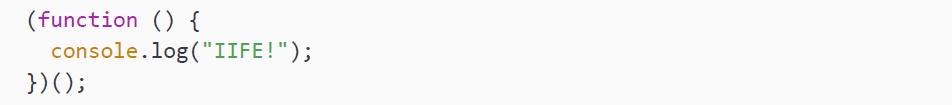 (function () {
  console.log("IIFE!");
})();